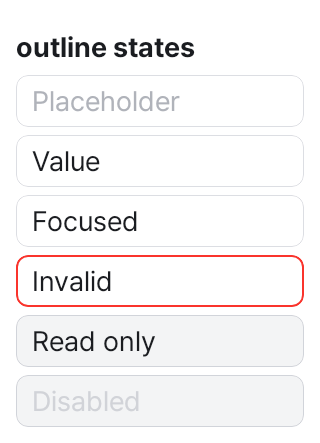 outline states
Placeholder
Value
Focused
Invalid
Read only
Disabled